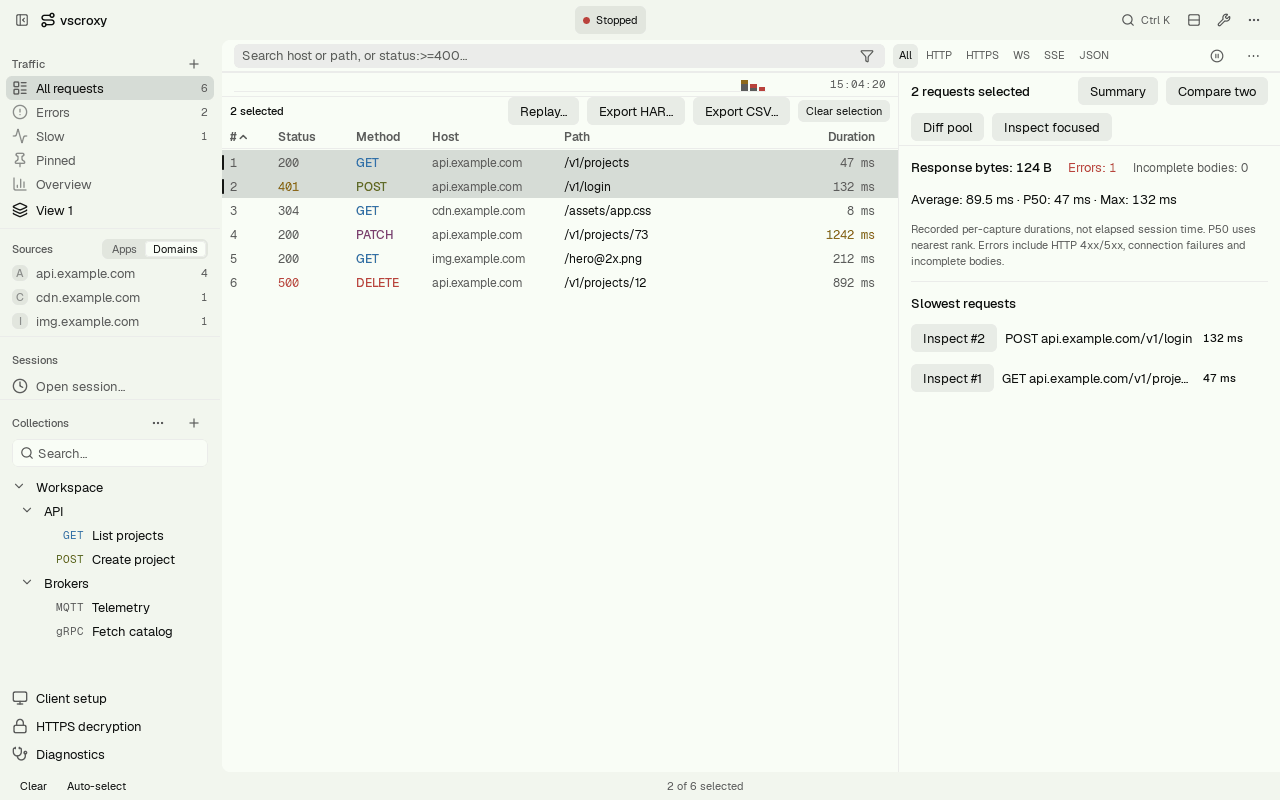 vscroxy
Stopped
Ctrl K
Traffic
All requests 6
Errors 2
Slow 1
Pinned
Overview
View 1
Sources Apps Domains
A api.example.com 4
C cdn.example.com 1
I img.example.com 1
Sessions
Open session...
Collections
Search...
Workspace
API
GET List projects
POST Create project
Brokers
MQTT Telemetry
gRPC Fetch catalog
Client setup
HTTPS decryption
Diagnostics
Search host or path, or status:>=400...
All HTTP HTTPS WS SSE JSON
15:04:20
2 selected Replay... Export HAR... Export CSV... Clear selection
# Status Method Host Path Duration
1 200 GET api.example.com /v1/projects 47 ms
2 401 POST api.example.com /v1/login 132 ms
3 304 GET cdn.example.com /assets/app.css 8 ms
4 200 PATCH api.example.com /v1/projects/73 1242 ms
5 200 GET img.example.com /hero@2x.png 212 ms
6 500 DELETE api.example.com /v1/projects/12 892 ms
2 requests selected Summary Compare two
Diff pool Inspect focused
Response bytes: 124 B Errors: 1 Incomplete bodies: 0
Average: 89.5 ms · P50: 47 ms · Max: 132 ms
Recorded per-capture durations, not elapsed session time. P50 uses
nearest rank. Errors include HTTP 4xx/5xx, connection failures and
incomplete bodies.
Slowest requests
Inspect #2 POST api.example.com/v1/login 132 ms
Inspect #1 GET api.example.com/v1/proje... 47 ms
Clear Auto-select
2 of 6 selected